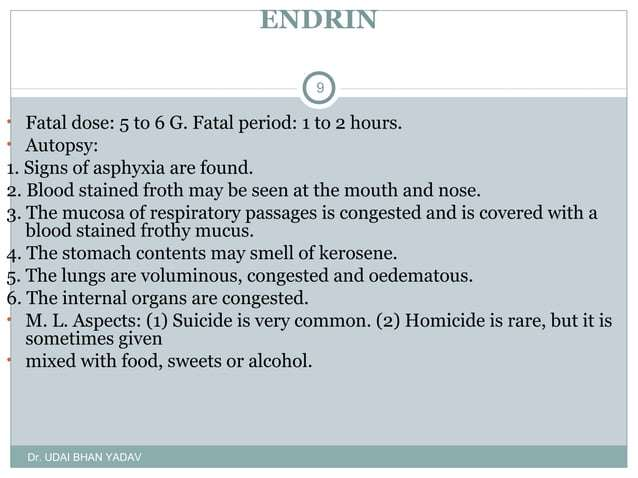 ENDRIN
9
• Fatal dose: 5 to 6 G. Fatal period: 1 to 2 hours.
• Autopsy:
1. Signs of asphyxia are found.
2. Blood stained froth may be seen at the mouth and nose.
3. The mucosa of respiratory passages is congested and is covered with a
blood stained frothy mucus.
4. The stomach contents may smell of kerosene.
5. The lungs are voluminous, congested and oedematous.
6. The internal organs are congested.
• M. L. Aspects: (1) Suicide is very common. (2) Homicide is rare, but it is
sometimes given
• mixed with food, sweets or alcohol.
Dr. UDAI BHAN YADAV